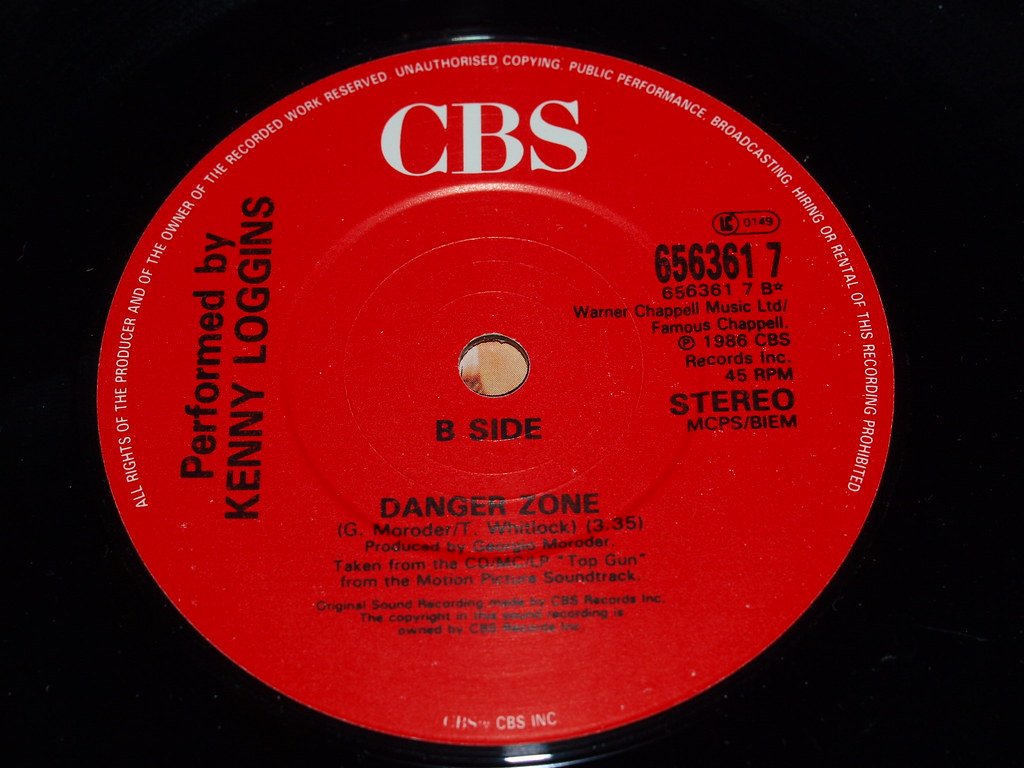 ALL RIGHTS OF THE PRODUCER AND OF THE OWNER OF THE RECORDED WORK RESERVED. UNAUTHORISED COPYING. PUBLIC PERFORMANCE, BROADCASTING, HIRING OR RENTAL OF THIS RECORDING PROHIBITED.
CBS
Performed by
KENNY LOGGINS
LC 0149
656361 7
656361 7 B*
Warner Chappell Music Ltd/
Famous Chappell.
℗ 1986 CBS
Records Inc.
45 RPM
STEREO
MCPS/BIEM
B SIDE
DANGER ZONE
(G. Moroder/T. Whitlock) (3.35)
Produced by Georgio Moroder.
Taken from the CD/MC/LP "Top Gun"
from the Motion Picture Soundtrack.
Original Sound Recording made by CBS Records Inc.
The copyright in this sound recording is
owned by CBS Records Inc.
CBS CBS INC